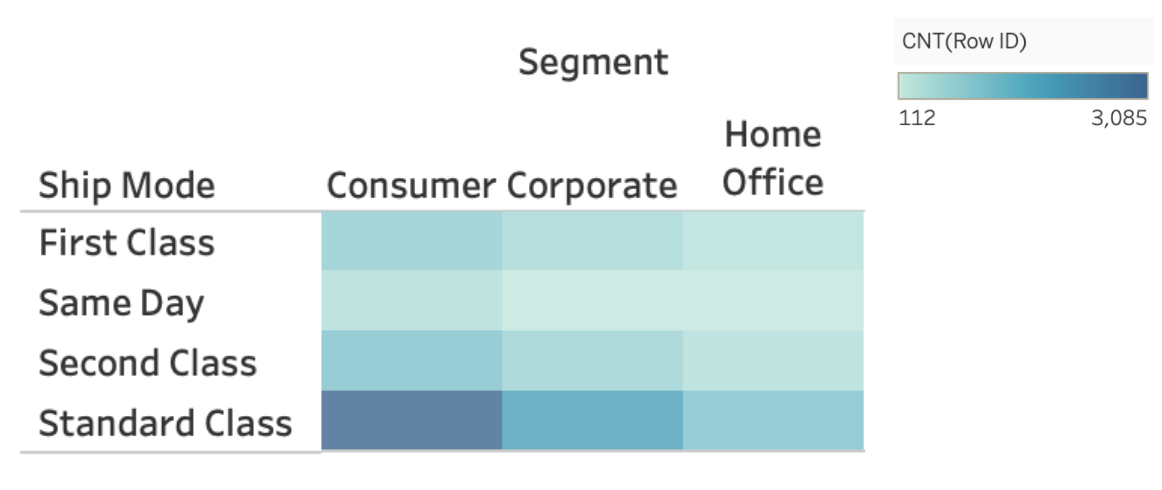 Segment
CNT(Row ID)
112 3,085
Ship Mode Consumer Corporate Home
Office
First Class
Same Day
Second Class
Standard Class